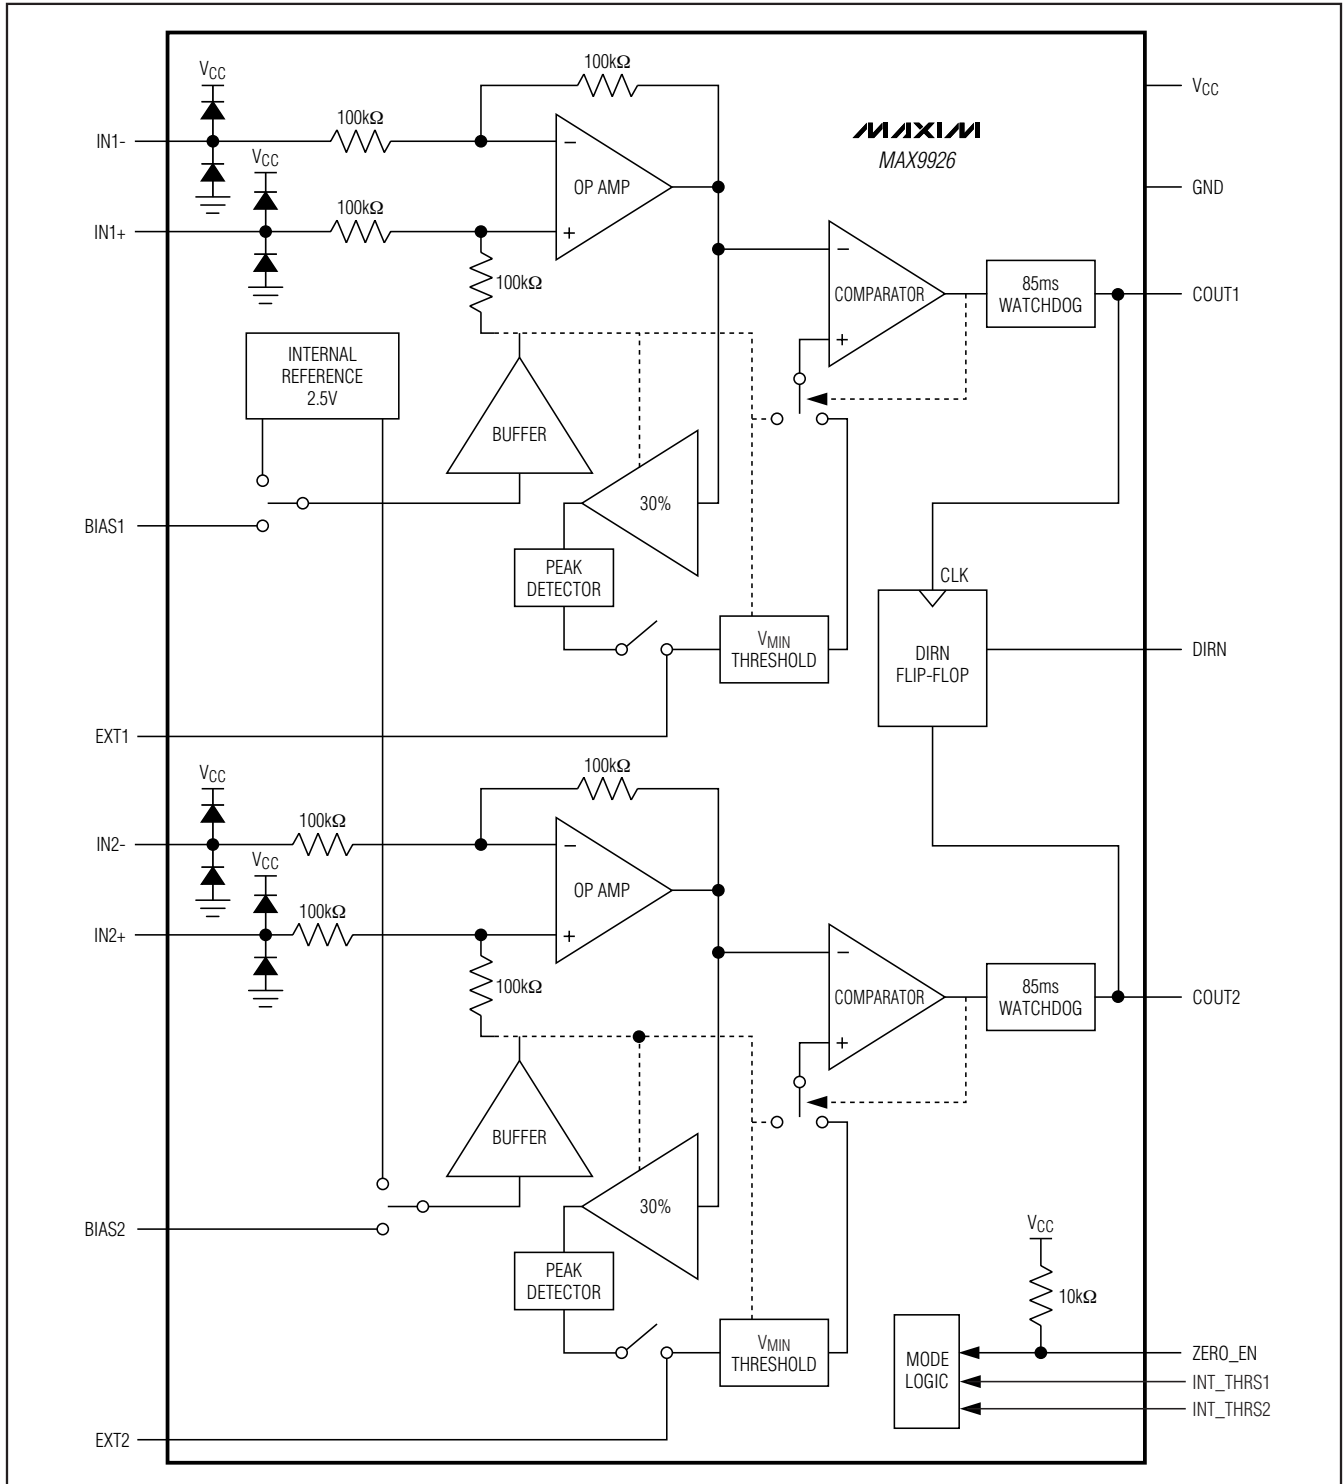 VCC
100kΩ
VCC
100kΩ
MAXIM
MAX9926
IN1-
VCC
−
OP AMP
GND
100kΩ
IN1+
+
−
100kΩ
COMPARATOR
85ms
WATCHDOG
COUT1
+
INTERNAL
REFERENCE
2.5V
BUFFER
30%
BIAS1
PEAK
DETECTOR
CLK
VMIN
THRESHOLD
DIRN
FLIP-FLOP
DIRN
EXT1
VCC
100kΩ
100kΩ
IN2-
VCC
−
OP AMP
100kΩ
IN2+
+
−
100kΩ
COMPARATOR
85ms
WATCHDOG
COUT2
+
BUFFER
30%
BIAS2
VCC
PEAK
DETECTOR
10kΩ
VMIN
THRESHOLD
MODE
LOGIC
ZERO_EN
INT_THRS1
INT_THRS2
EXT2